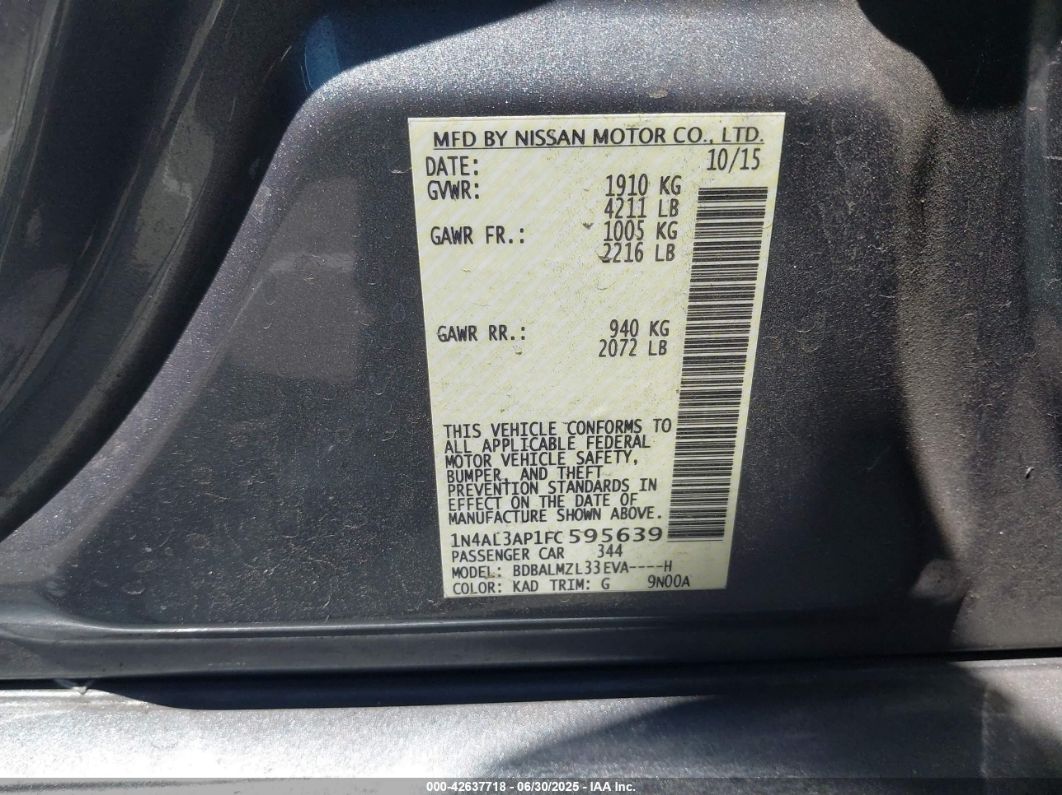 MFD BY NISSAN MOTOR CO., LTD.
DATE: 10/15
GVWR: 1910 KG
4211 LB
GAWR FR.: 1005 KG
2216 LB
GAWR RR.: 940 KG
2072 LB
THIS VEHICLE CONFORMS TO
ALL APPLICABLE FEDERAL
MOTOR VEHICLE SAFETY,
BUMPER, AND THEFT
PREVENTION STANDARDS IN
EFFECT ON THE DATE OF
MANUFACTURE SHOWN ABOVE.
1N4AL3AP1FC595639
PASSENGER CAR 344
MODEL: BDBALMZL33EVA----H
COLOR: KAD TRIM: G 9N00A
000-42637718 - 06/30/2025 - IAA Inc.